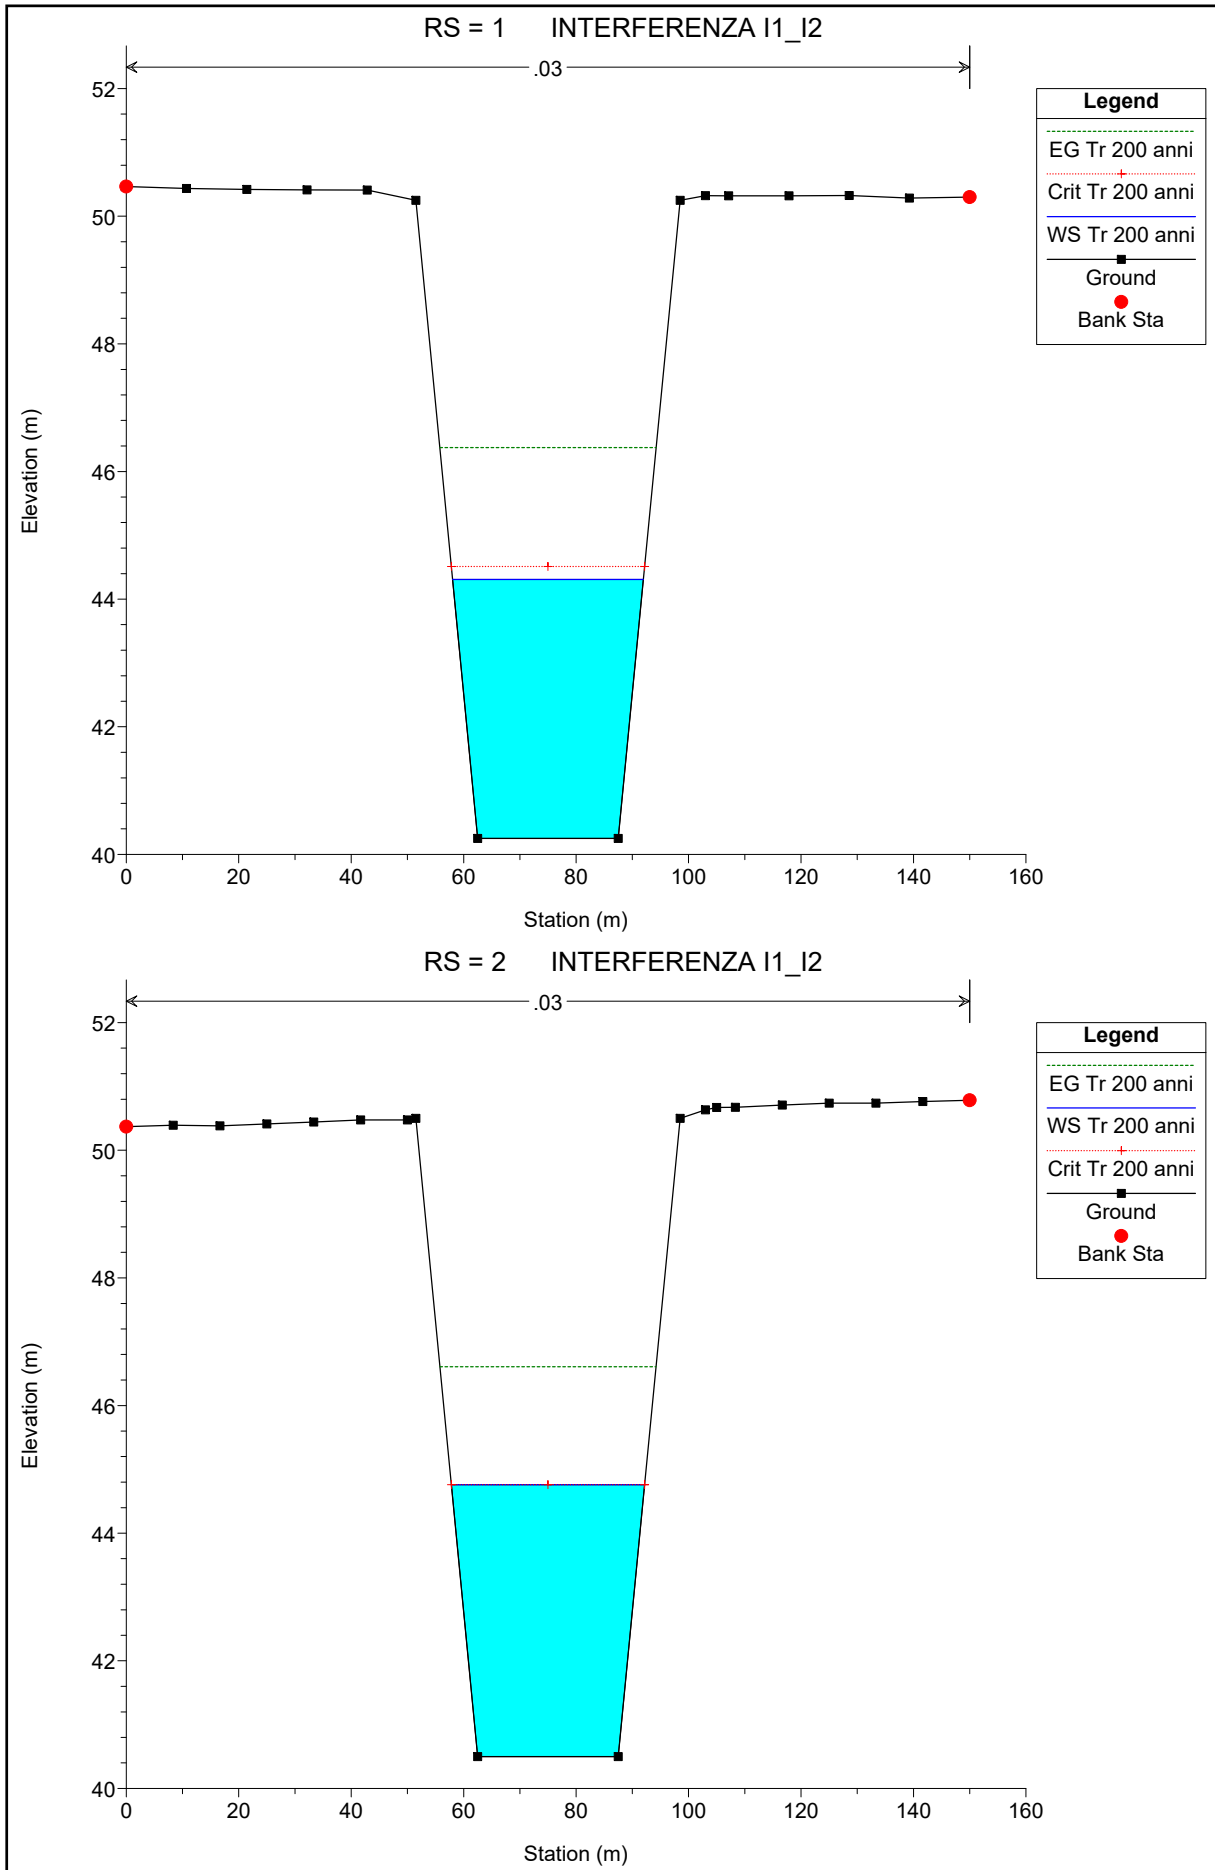 RS = 1 INTERFERENZA I1_I2
.03
Legend
EG Tr 200 anni
Crit Tr 200 anni
WS Tr 200 anni
Ground
Bank Sta
52
50
48
46
44
42
40
Elevation (m)
0 20 40 60 80 100 120 140 160
Station (m)
RS = 2 INTERFERENZA I1_I2
.03
Legend
EG Tr 200 anni
WS Tr 200 anni
Crit Tr 200 anni
Ground
Bank Sta
52
50
48
46
44
42
40
Elevation (m)
0 20 40 60 80 100 120 140 160
Station (m)